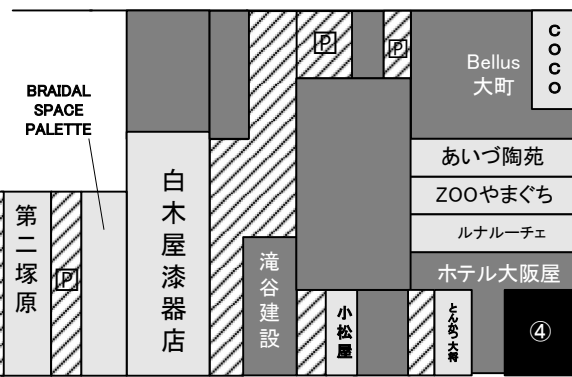 P
P
COCO
Bellus
大町
BRAIDAL
SPACE
PALETTE
あいづ陶苑
ZOOやまぐち
白木屋漆器店
第二塚原
ルナルーチェ
P
滝谷建設
ホテル大阪屋
小松屋
とんかつ大将
④